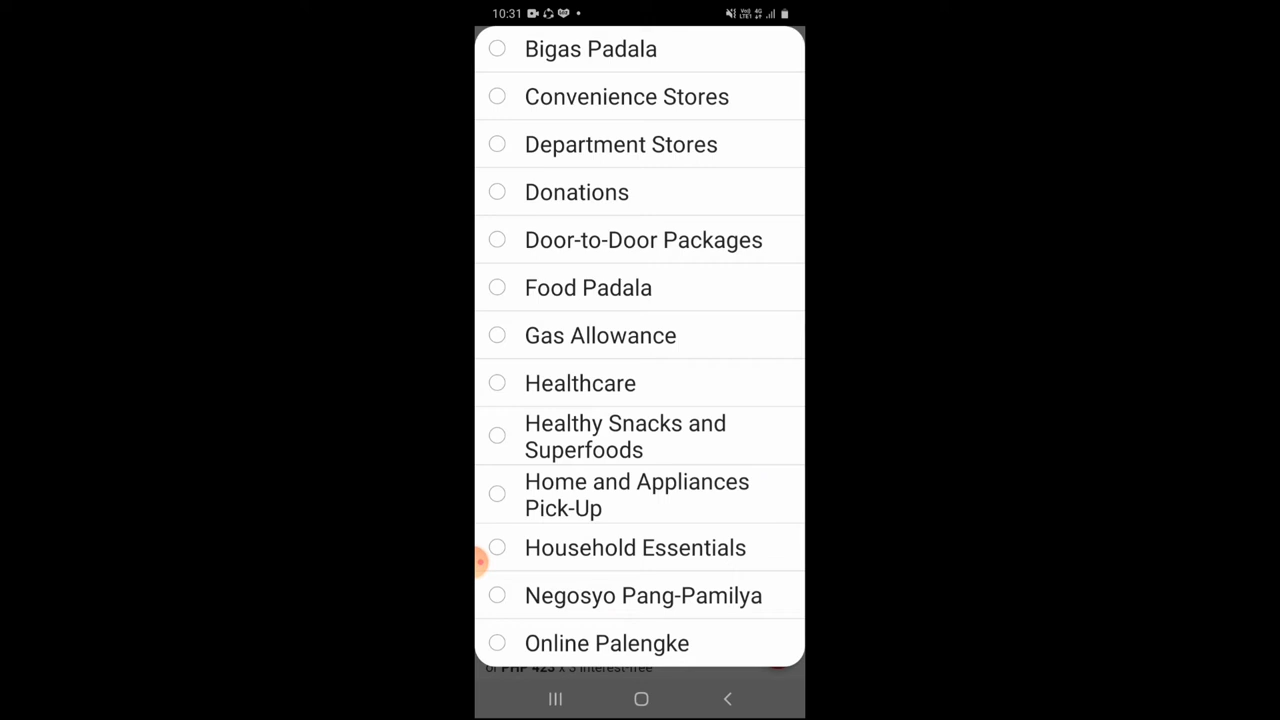 10:31
Bigas Padala
Convenience Stores
Department Stores
Donations
Door-to-Door Packages
Food Padala
Gas Allowance
Healthcare
Healthy Snacks and
Superfoods
Home and Appliances
Pick-Up
Household Essentials
Negosyo Pang-Pamilya
Online Palengke
or PHP 423 x 3 interest-free